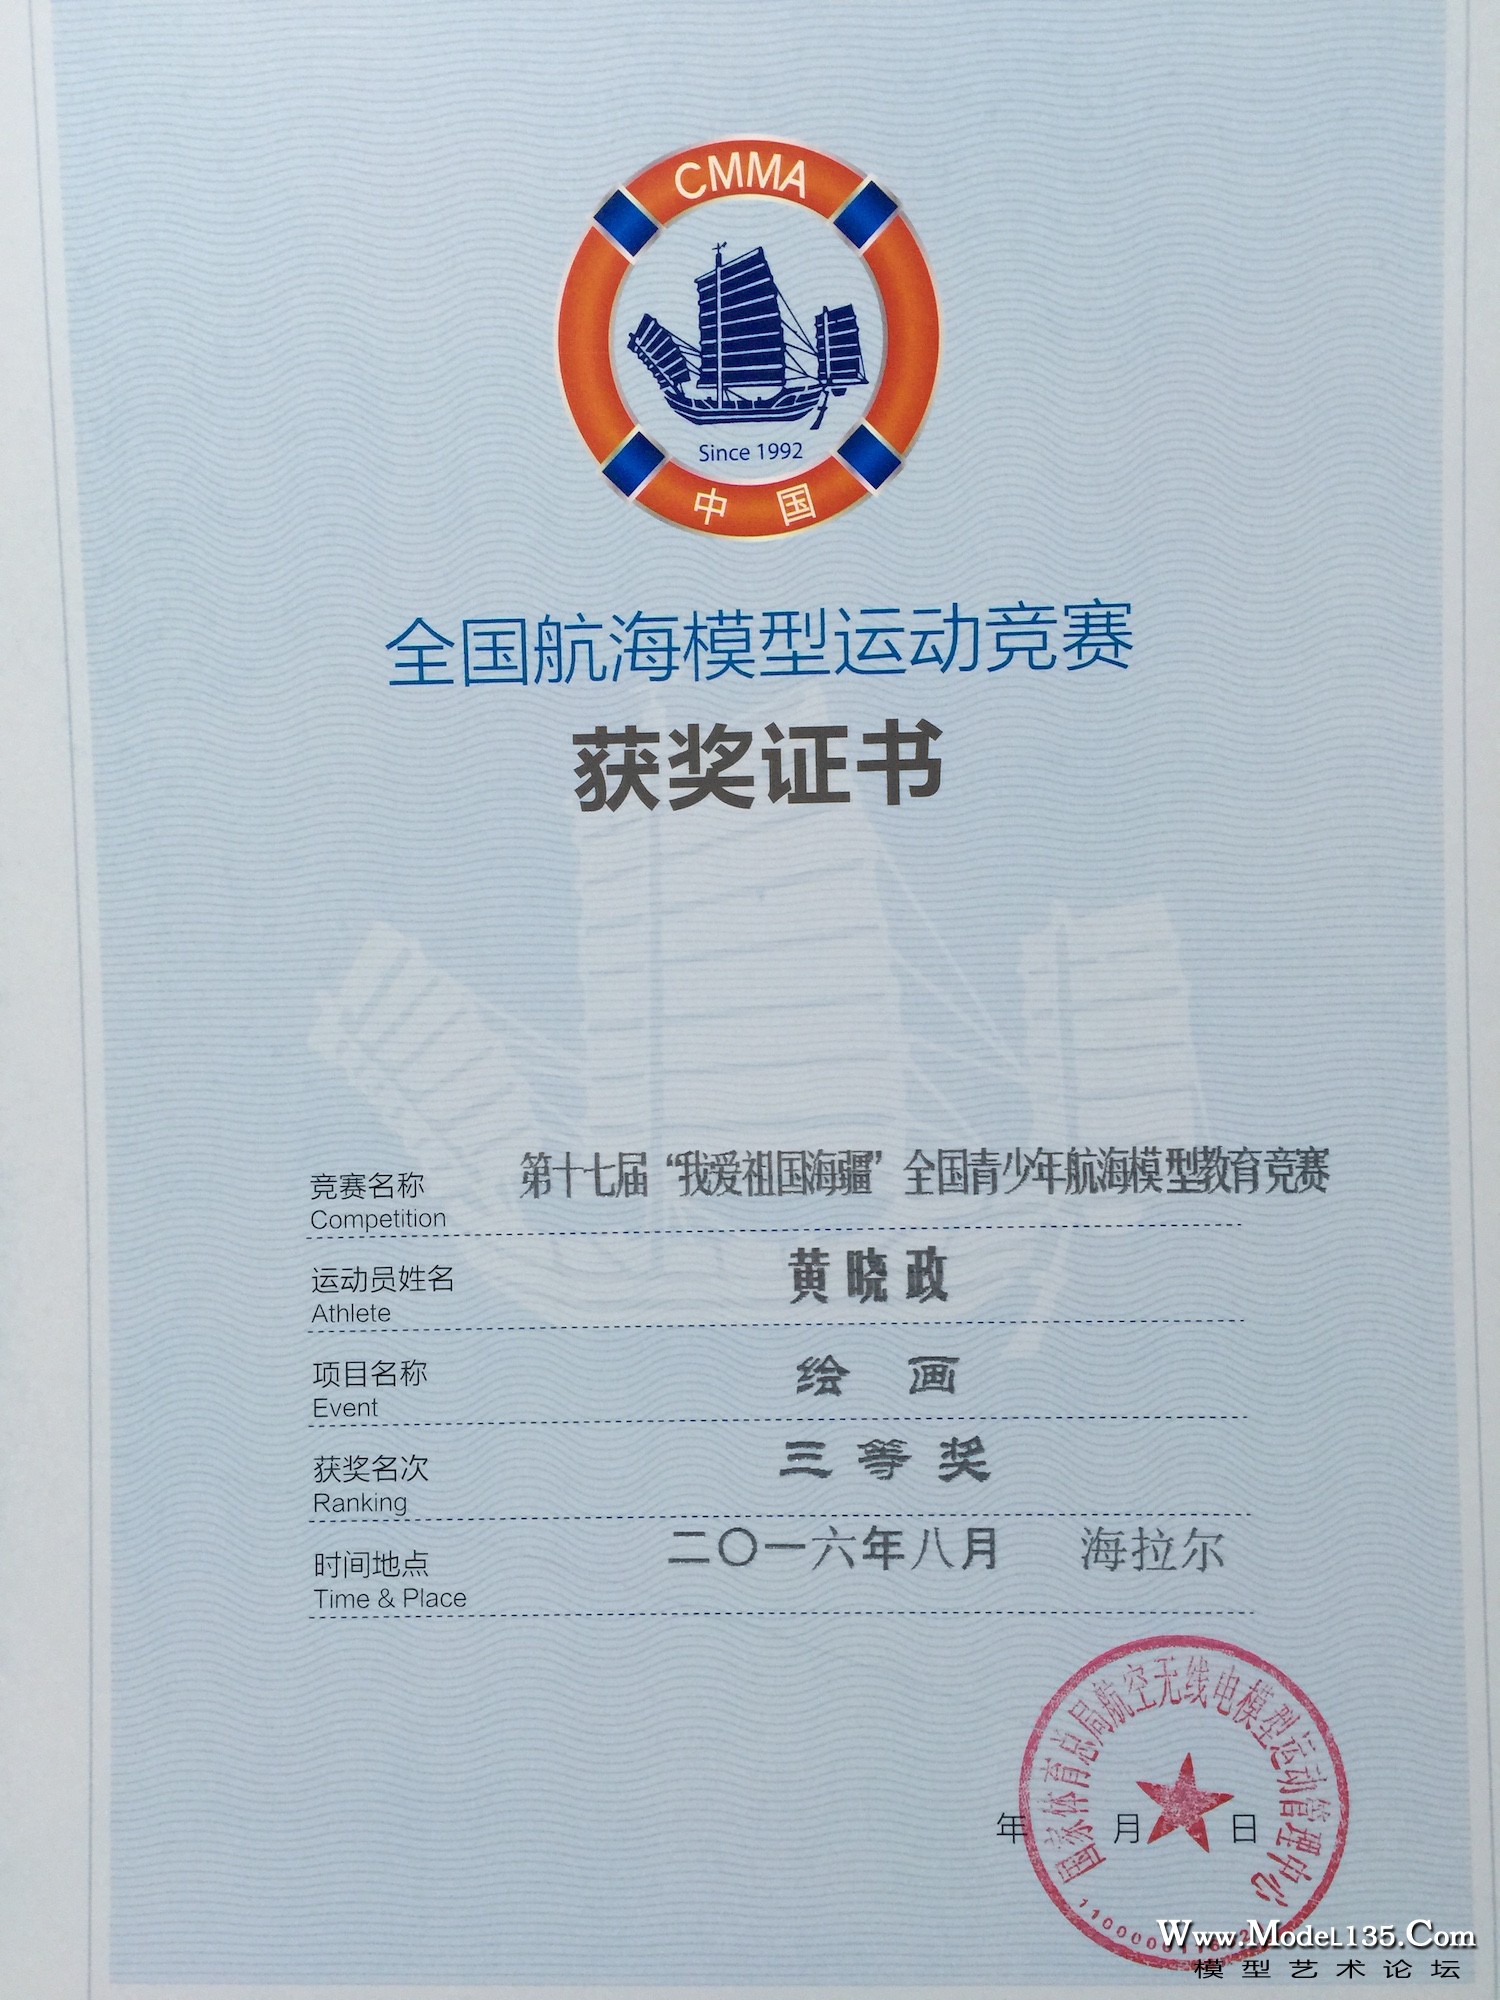 CMMA
Since 1992
中 国
全国航海模型运动竞赛
获奖证书
竞赛名称 第十七届“我爱祖国海疆”全国青少年航海模型教育竞赛
Competition
运动员姓名 黄晓政
Athlete
项目名称 绘 画
Event
获奖名次 三等奖
Ranking
时间地点 二〇一六年八月 海拉尔
Time & Place
国家体育总局航空无线电模型运动管理中心
年 月 日
Www.Model135.Com
模型艺术论坛